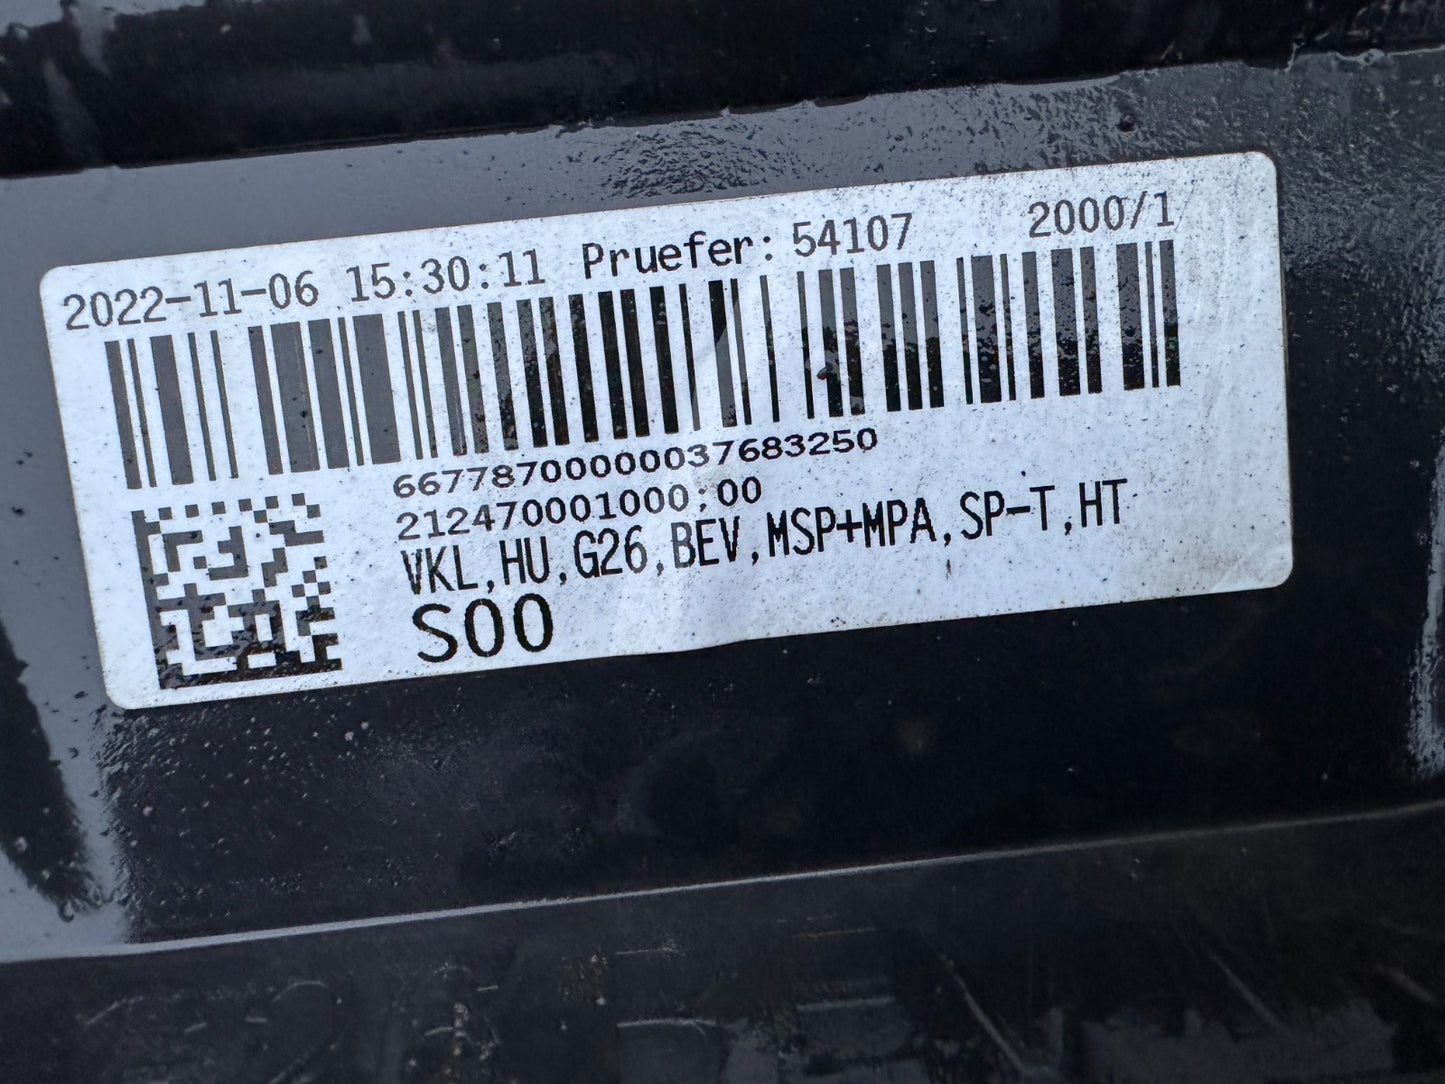 2022-11-06 15:30:11 Pruefer: 54107 2000/1
66778700000037683250
212470001000;00
VKL,HU,G26,BEV,MSP+MPA,SP-T,HT
S00